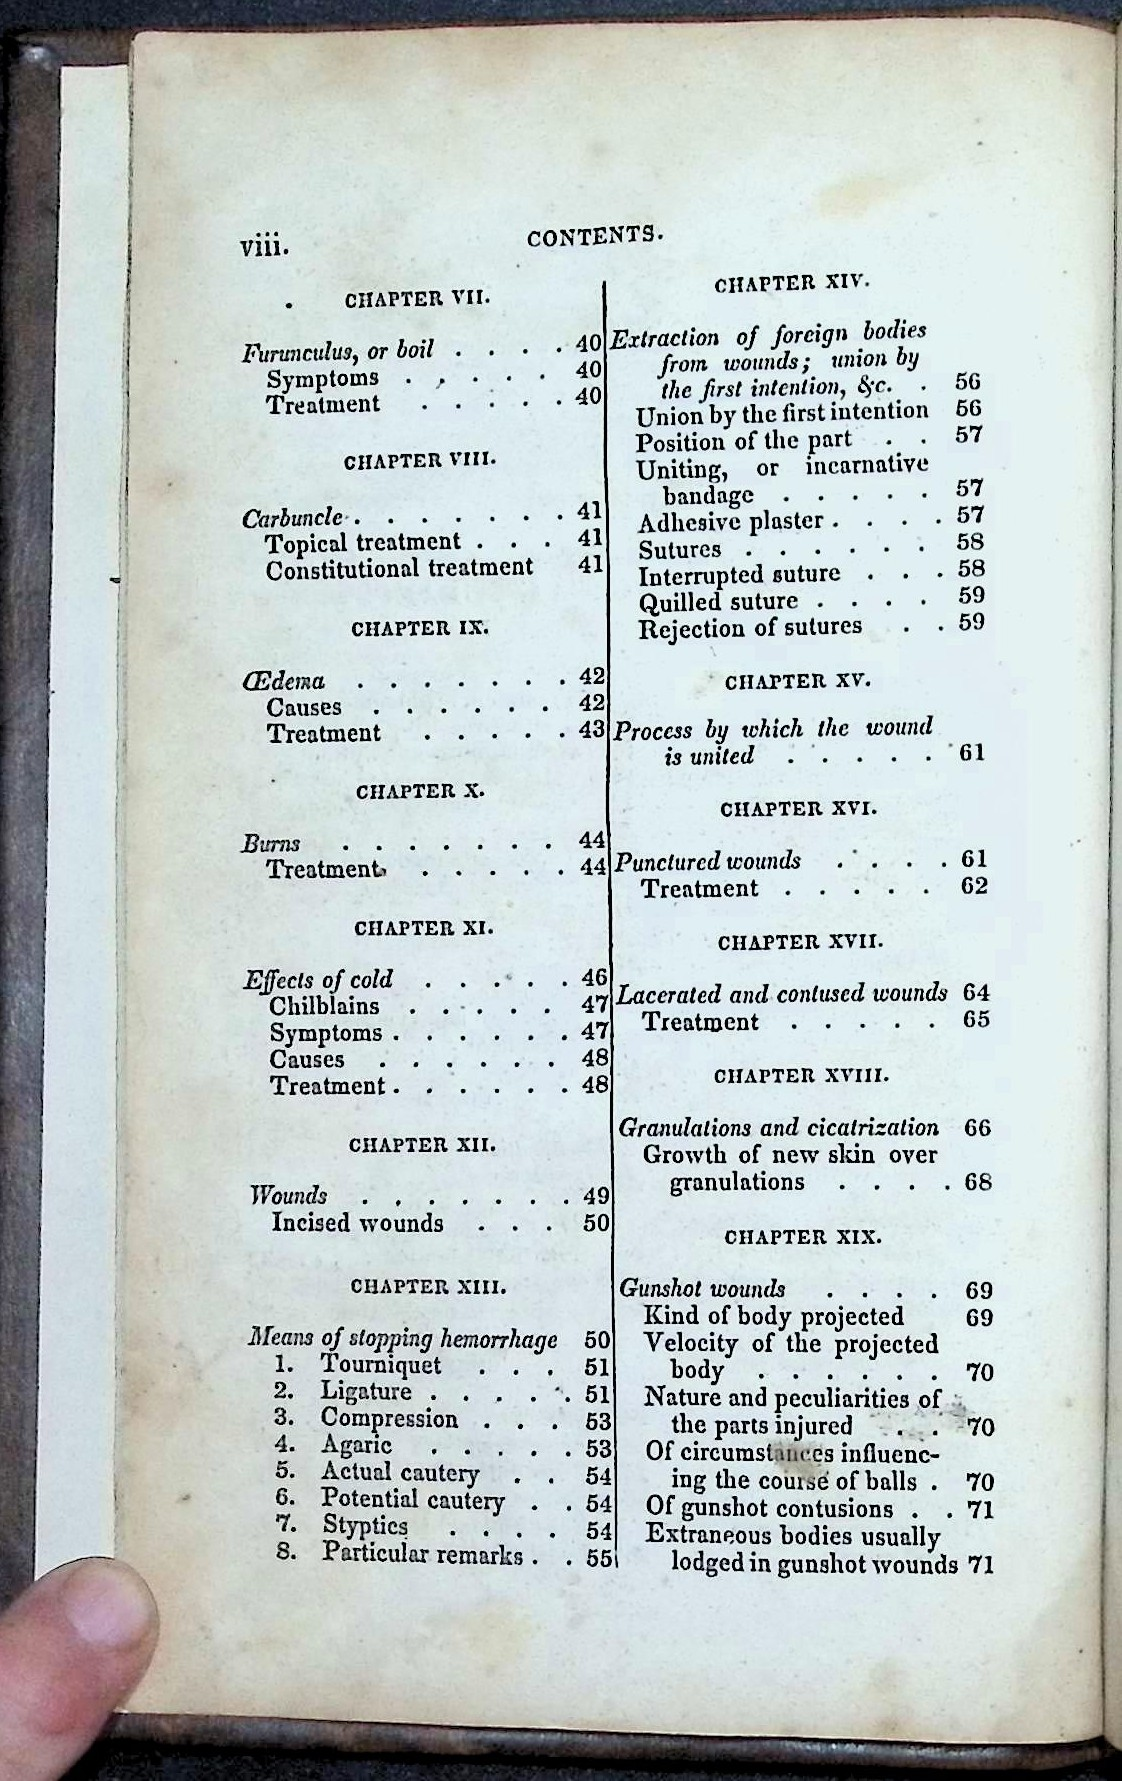 viii.
CONTENTS.
CHAPTER VII.
Furunculus, or boil . . . . 40
Symptoms . . . . . 40
Treatment . . . . . 40
CHAPTER VIII.
Carbuncle . . . . . . . 41
Topical treatment . . . 41
Constitutional treatment 41
CHAPTER IX.
Œdema . . . . . . . 42
Causes . . . . . . 42
Treatment . . . . . 43
CHAPTER X.
Burns . . . . . . . 44
Treatment . . . . . 44
CHAPTER XI.
Effects of cold . . . . . 46
Chilblains . . . . . 47
Symptoms . . . . . . 47
Causes . . . . . . 48
Treatment . . . . . . 48
CHAPTER XII.
Wounds . . . . . . . 49
Incised wounds . . . 50
CHAPTER XIII.
Means of stopping hemorrhage 50
1. Tourniquet . . . 51
2. Ligature . . . . . 51
3. Compression . . . 53
4. Agaric . . . . . 53
5. Actual cautery . . 54
6. Potential cautery . . 54
7. Styptics . . . . 54
8. Particular remarks . . 55
CHAPTER XIV.
Extraction of foreign bodies
from wounds; union by
the first intention, &c. . 56
Union by the first intention 56
Position of the part . . 57
Uniting, or incarnative
bandage . . . . . 57
Adhesive plaster . . . . 57
Sutures . . . . . . 58
Interrupted suture . . . 58
Quilled suture . . . . 59
Rejection of sutures . . 59
CHAPTER XV.
Process by which the wound
is united . . . . . 61
CHAPTER XVI.
Punctured wounds . . . . 61
Treatment . . . . . 62
CHAPTER XVII.
Lacerated and contused wounds 64
Treatment . . . . . 65
CHAPTER XVIII.
Granulations and cicatrization 66
Growth of new skin over
granulations . . . . 68
CHAPTER XIX.
Gunshot wounds . . . . 69
Kind of body projected 69
Velocity of the projected
body . . . . . . 70
Nature and peculiarities of
the parts injured . . 70
Of circumstances influenc-
ing the course of balls . 70
Of gunshot contusions . . 71
Extraneous bodies usually
lodged in gunshot wounds 71